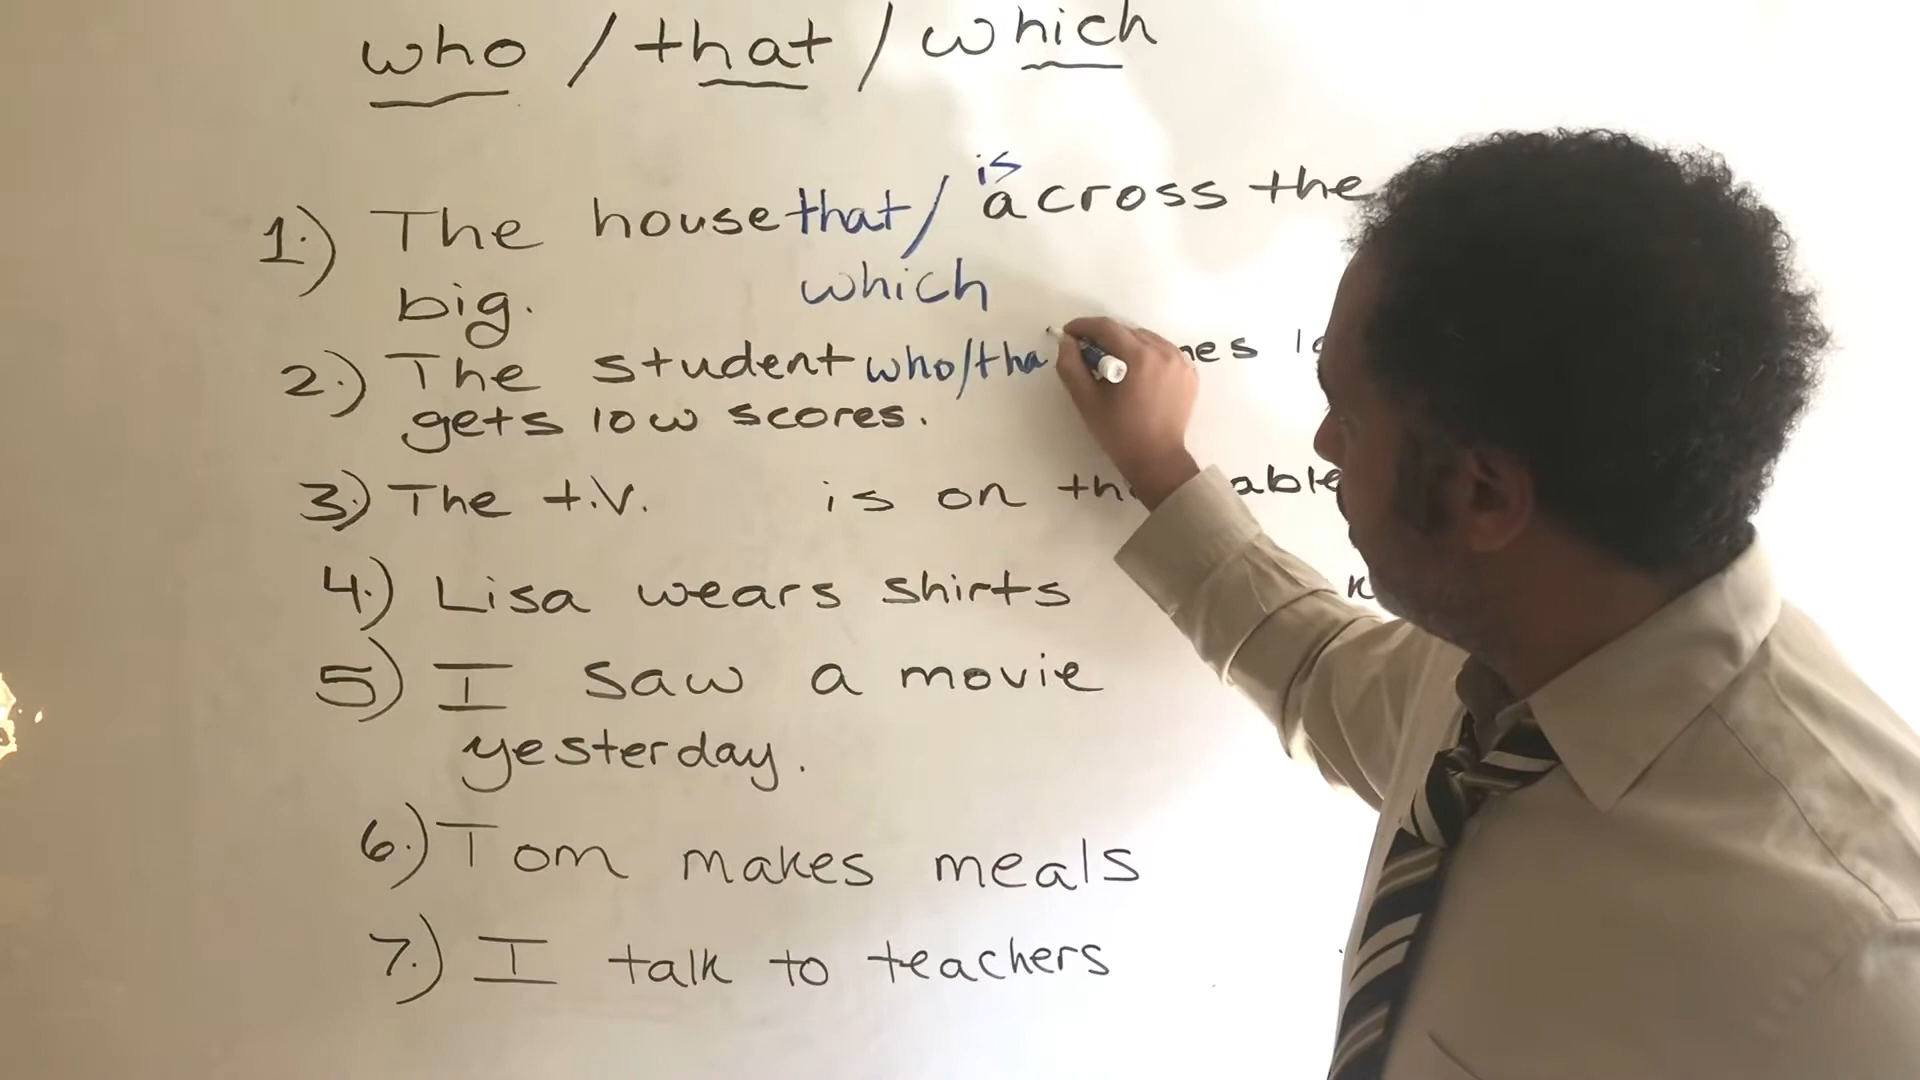 who / that / which
is
1.) The house that / across the
big. which
2.) The student who/tha
gets low scores.
3.) The t.V. is on
4.) Lisa wears shirts
5.) I saw a movie
yesterday.
6.) Tom makes meals
7.) I talk to teachers